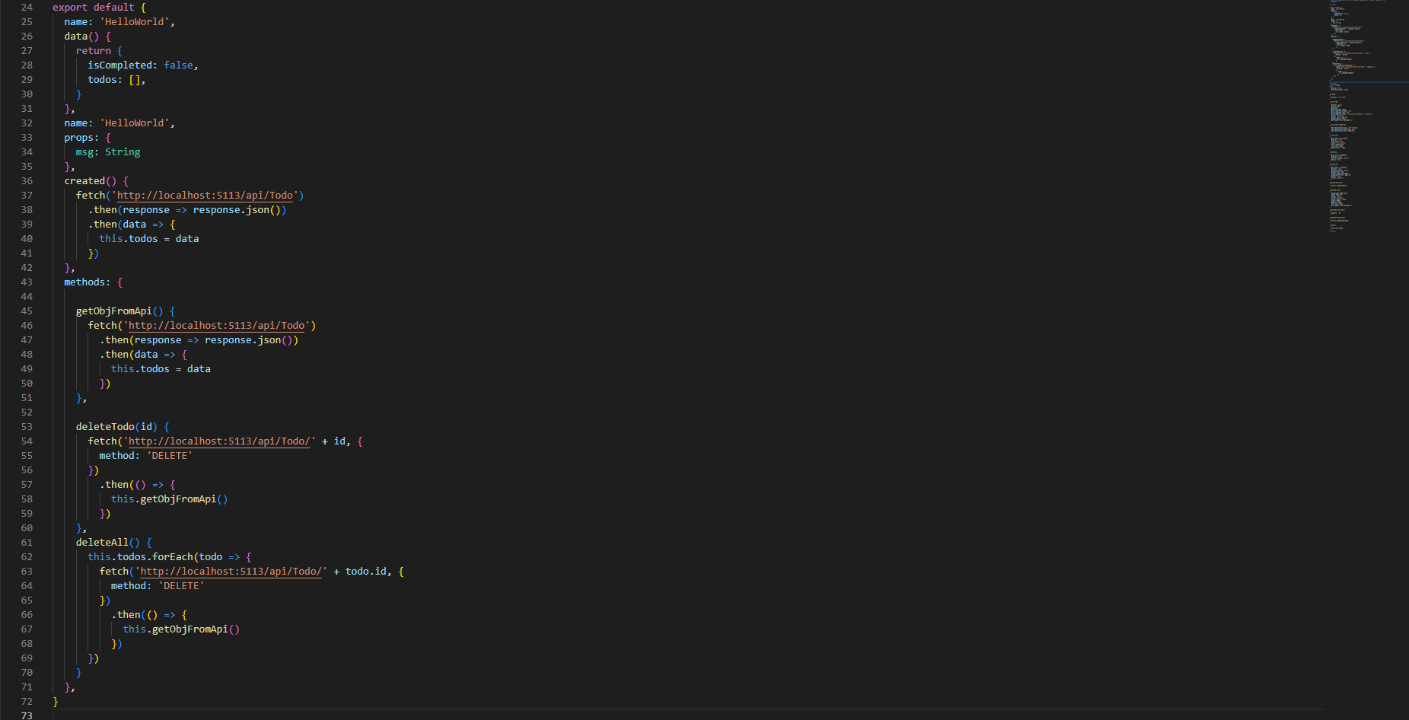 24 export default {
25 name: 'HelloWorld',
26 data() {
27 return {
28 isCompleted: false,
29 todos: [],
30 }
31 },
32 name: 'HelloWorld',
33 props: {
34 msg: String
35 },
36 created() {
37 fetch('http://localhost:5113/api/Todo')
38 .then(response => response.json())
39 .then(data => {
40 this.todos = data
41 })
42 },
43 methods: {
44
45 getObjFromApi() {
46 fetch('http://localhost:5113/api/Todo')
47 .then(response => response.json())
48 .then(data => {
49 this.todos = data
50 })
51 },
52
53 deleteTodo(id) {
54 fetch('http://localhost:5113/api/Todo/' + id, {
55 method: 'DELETE'
56 })
57 .then(() => {
58 this.getObjFromApi()
59 })
60 },
61 deleteAll() {
62 this.todos.forEach(todo => {
63 fetch('http://localhost:5113/api/Todo/' + todo.id, {
64 method: 'DELETE'
65 })
66 .then(() => {
67 this.getObjFromApi()
68 })
69 })
70 }
71 },
72 }
73